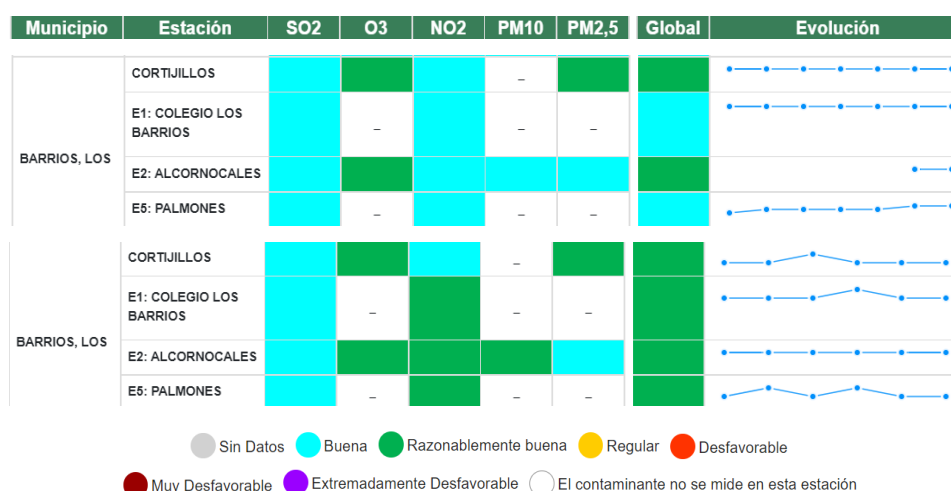 Municipio Estación SO2 O3 NO2 PM10 PM2,5 Global Evolución
CORTIJILLOS –
E1: COLEGIO LOS
BARRIOS – – –
BARRIOS, LOS
E2: ALCORNOCALES
E5: PALMONES – – –
CORTIJILLOS –
E1: COLEGIO LOS
BARRIOS – – –
BARRIOS, LOS
E2: ALCORNOCALES
E5: PALMONES – – –
Sin Datos Buena Razonablemente buena Regular Desfavorable
Muy Desfavorable Extremadamente Desfavorable El contaminante no se mide en esta estación